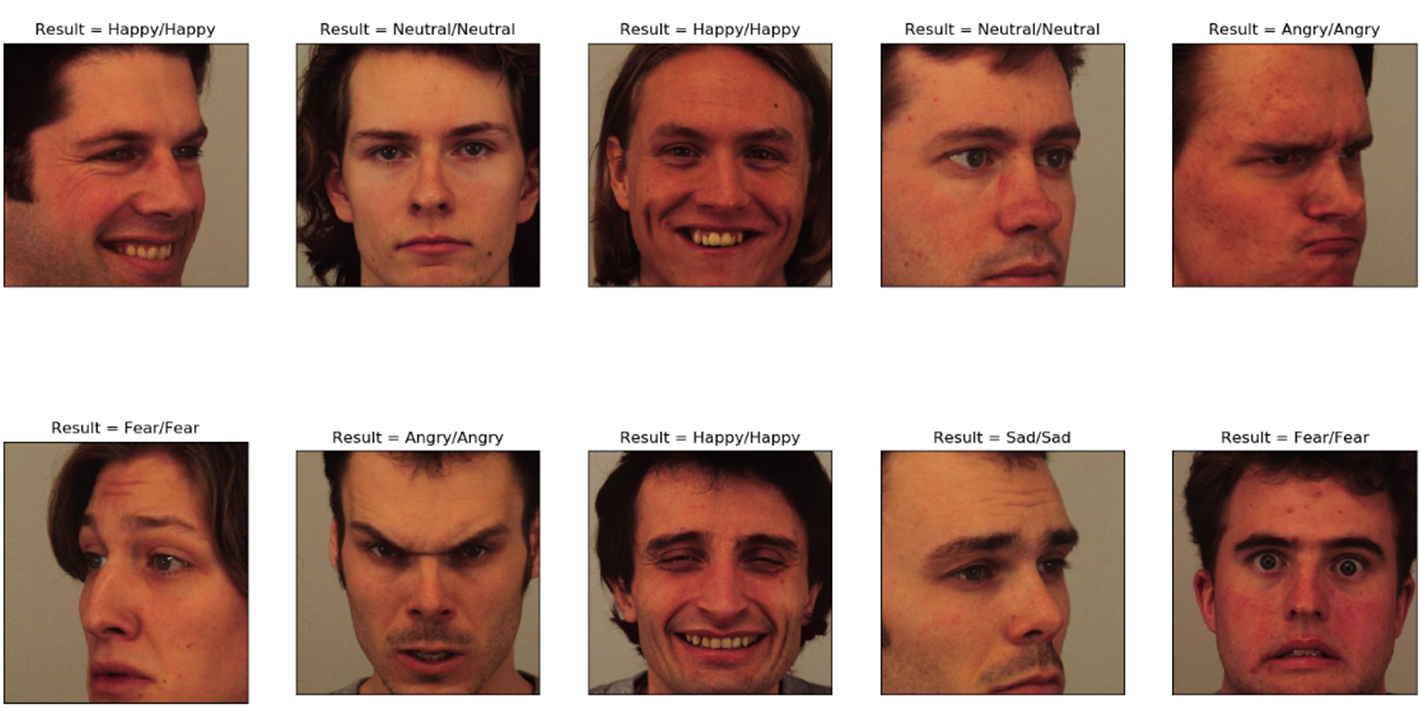 Result = Happy/Happy
Result = Neutral/Neutral
Result = Happy/Happy
Result = Neutral/Neutral
Result = Angry/Angry
Result = Fear/Fear
Result = Angry/Angry
Result = Happy/Happy
Result = Sad/Sad
Result = Fear/Fear